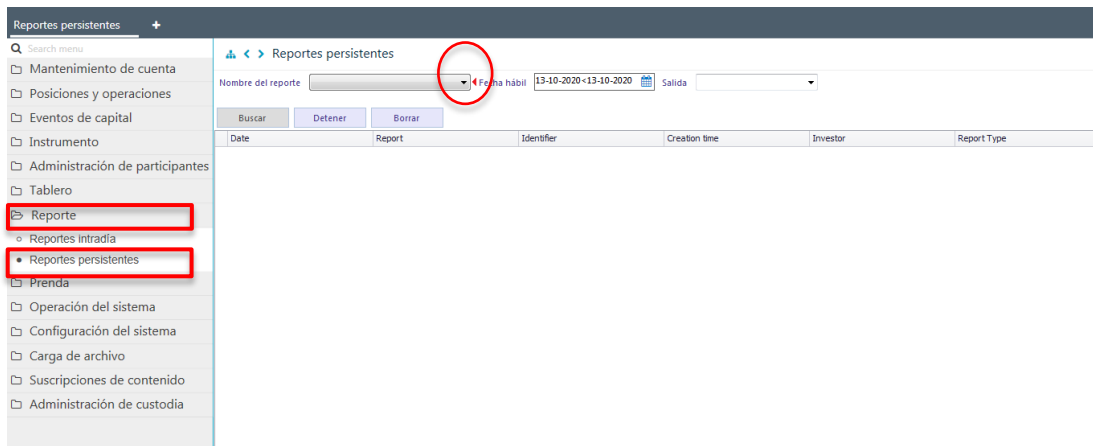 Reportes persistentes +
Search menu
Mantenimiento de cuenta
Posiciones y operaciones
Eventos de capital
Instrumento
Administración de participantes
Tablero
Reporte
Reportes intradía
Reportes persistentes
Prenda
Operación del sistema
Configuración del sistema
Carga de archivo
Suscripciones de contenido
Administración de custodia
Reportes persistentes
Nombre del reporte Fecha hábil 13-10-2020<13-10-2020 Salida
Buscar Detener Borrar
Date Report Identifier Creation time Investor Report Type